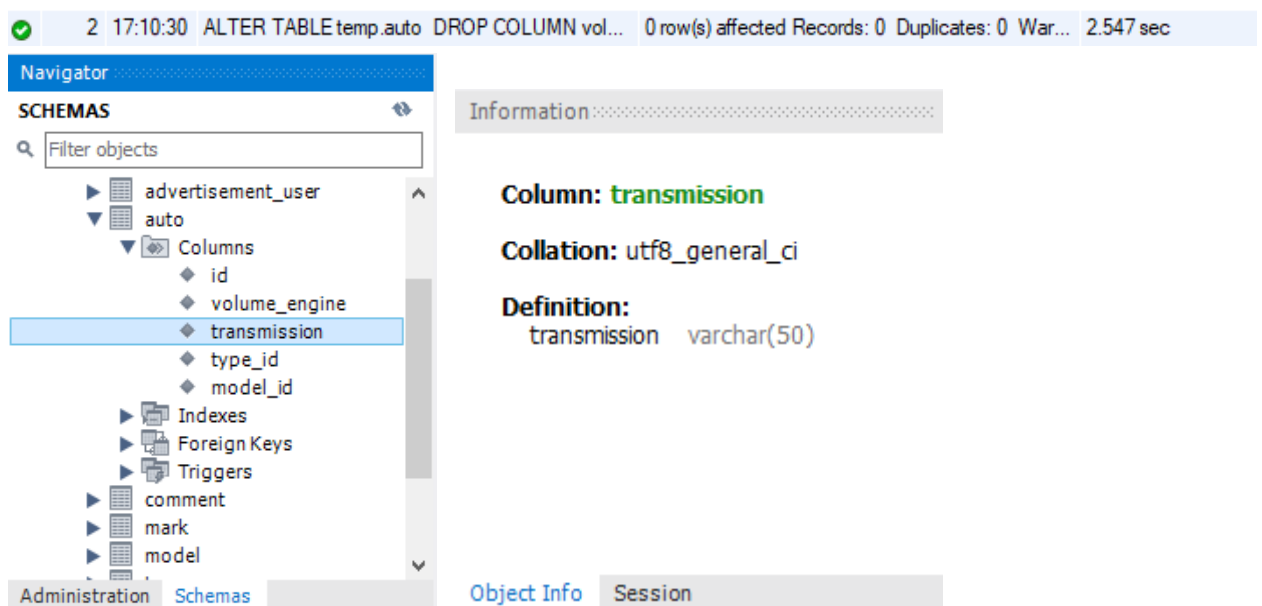 2 17:10:30 ALTER TABLE temp.auto DROP COLUMN vol... 0 row(s) affected Records: 0 Duplicates: 0 War... 2.547 sec
Navigator
SCHEMAS
Filter objects
advertisement_user
auto
Columns
id
volume_engine
transmission
type_id
model_id
Indexes
Foreign Keys
Triggers
comment
mark
model
Administration Schemas
Information
Column: transmission
Collation: utf8_general_ci
Definition:
transmission varchar(50)
Object Info Session